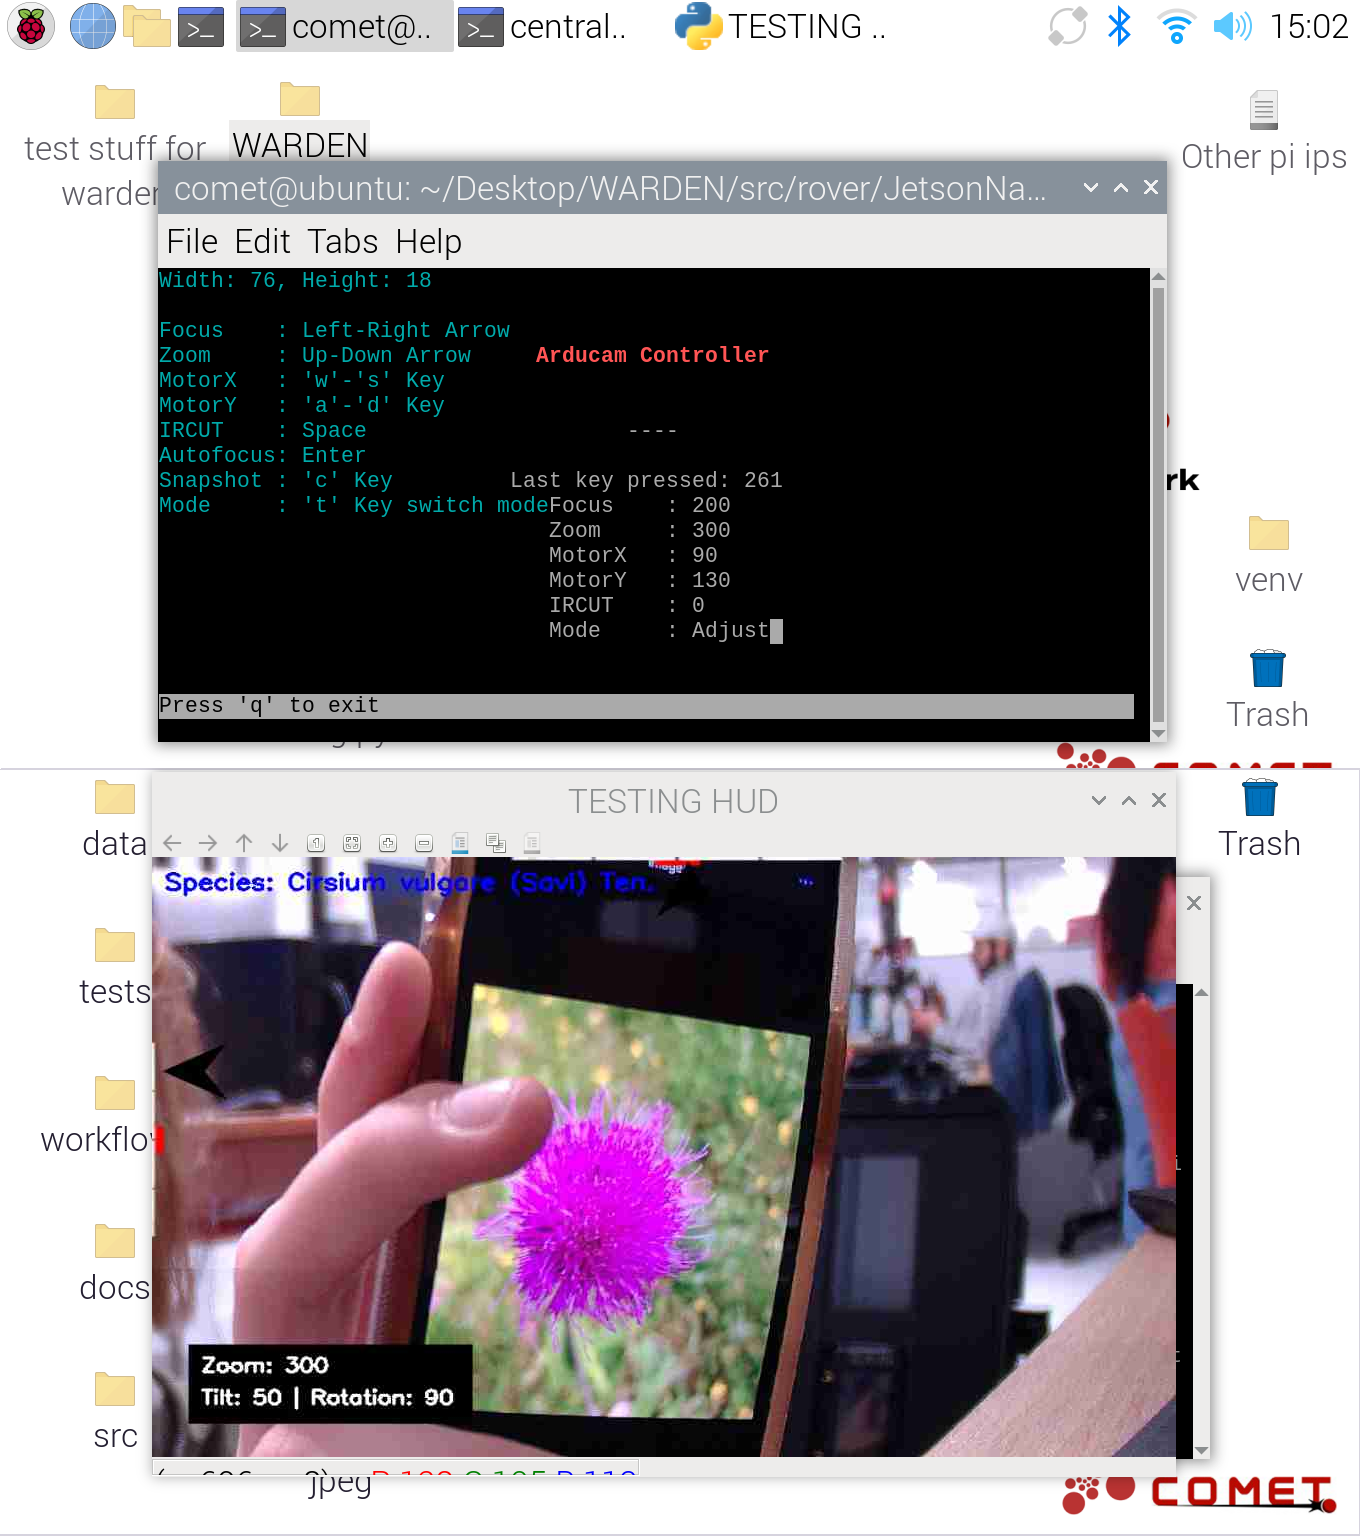 comet@..
central..
TESTING ..
15:02
test stuff for
WARDEN
Other pi ips
comet@ubuntu: ~/Desktop/WARDEN/src/rover/JetsonNa...
File Edit Tabs Help
Width: 76, Height: 18
Focus    : Left-Right Arrow
Zoom     : Up-Down Arrow
Arducam Controller
MotorX   : 'w'-'s' Key
MotorY   : 'a'-'d' Key
IRCUT    : Space
----
Autofocus: Enter
Snapshot : 'c' Key
Last key pressed: 261
Mode     : 't' Key switch mode
Focus    : 200
Zoom     : 300
MotorX   : 90
MotorY   : 130
IRCUT    : 0
Mode     : Adjust
Press 'q' to exit
rk
venv
Trash
TESTING HUD
data
Trash
Species: Cirsium vulgare (Savi) Ten.
tests
docs
Zoom: 300
Tilt: 50 | Rotation: 90
src
jpeg
COMET